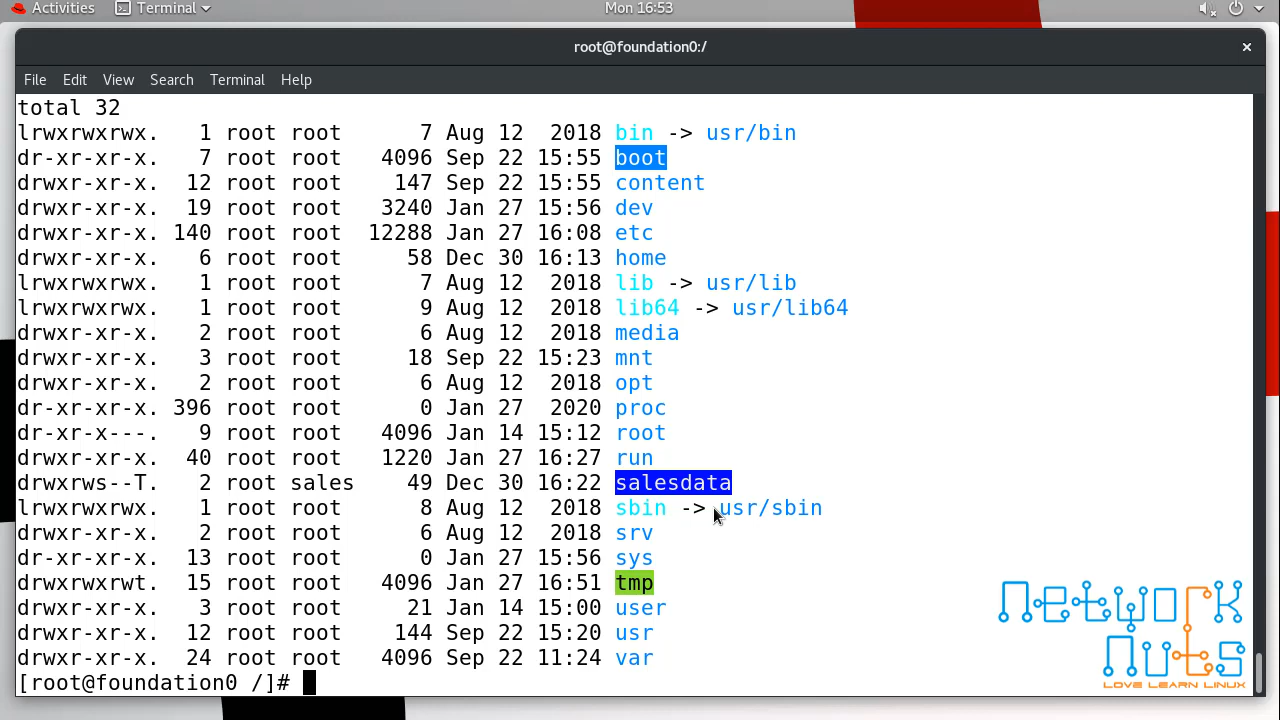 Activities Terminal Mon 16:53
root@foundation0:/ ×
File Edit View Search Terminal Help
total 32
lrwxrwxrwx.   1 root root      7 Aug 12  2018 bin -> usr/bin
dr-xr-xr-x.   7 root root   4096 Sep 22 15:55 boot
drwxr-xr-x.  12 root root    147 Sep 22 15:55 content
drwxr-xr-x.  19 root root   3240 Jan 27 15:56 dev
drwxr-xr-x. 140 root root  12288 Jan 27 16:08 etc
drwxr-xr-x.   6 root root     58 Dec 30 16:13 home
lrwxrwxrwx.   1 root root      7 Aug 12  2018 lib -> usr/lib
lrwxrwxrwx.   1 root root      9 Aug 12  2018 lib64 -> usr/lib64
drwxr-xr-x.   2 root root      6 Aug 12  2018 media
drwxr-xr-x.   3 root root     18 Sep 22 15:23 mnt
drwxr-xr-x.   2 root root      6 Aug 12  2018 opt
dr-xr-xr-x. 396 root root      0 Jan 27  2020 proc
dr-xr-x---.   9 root root   4096 Jan 14 15:12 root
drwxr-xr-x.  40 root root   1220 Jan 27 16:27 run
drwxrws--T.   2 root sales    49 Dec 30 16:22 salesdata
lrwxrwxrwx.   1 root root      8 Aug 12  2018 sbin -> usr/sbin
drwxr-xr-x.   2 root root      6 Aug 12  2018 srv
dr-xr-xr-x.  13 root root      0 Jan 27 15:56 sys
drwxrwxrwt.  15 root root   4096 Jan 27 16:51 tmp
drwxr-xr-x.   3 root root     21 Jan 14 15:00 user
drwxr-xr-x.  12 root root    144 Sep 22 15:20 usr
drwxr-xr-x.  24 root root   4096 Sep 22 11:24 var
[root@foundation0 /]#
network
nuts
LOVE LEARN LINUX